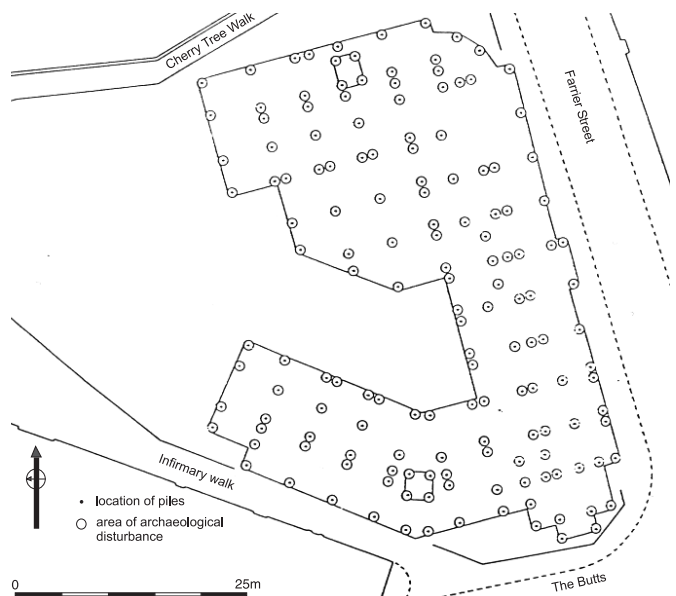 Cherry Tree Walk
Farrier Street
Infirmary walk
location of piles
area of archaeological
disturbance
0
25m
The Butts